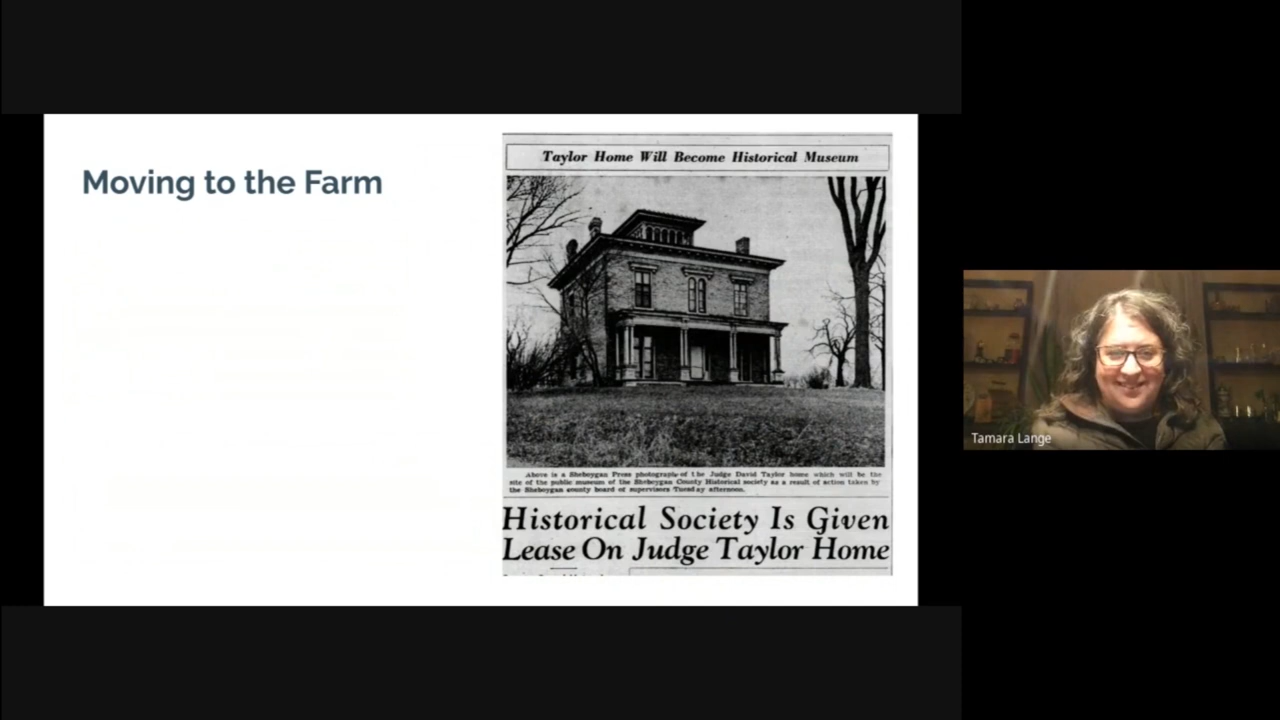 Moving to the Farm
Taylor Home Will Become Historical Museum
Above is a Sheboygan Press photograph of the Judge David Taylor home which will be the
site of the public museum of the Sheboygan County Historical society as a result of action taken by
the Sheboygan county board of supervisors Tuesday afternoon.
Historical Society Is Given
Lease On Judge Taylor Home
Tamara Lange